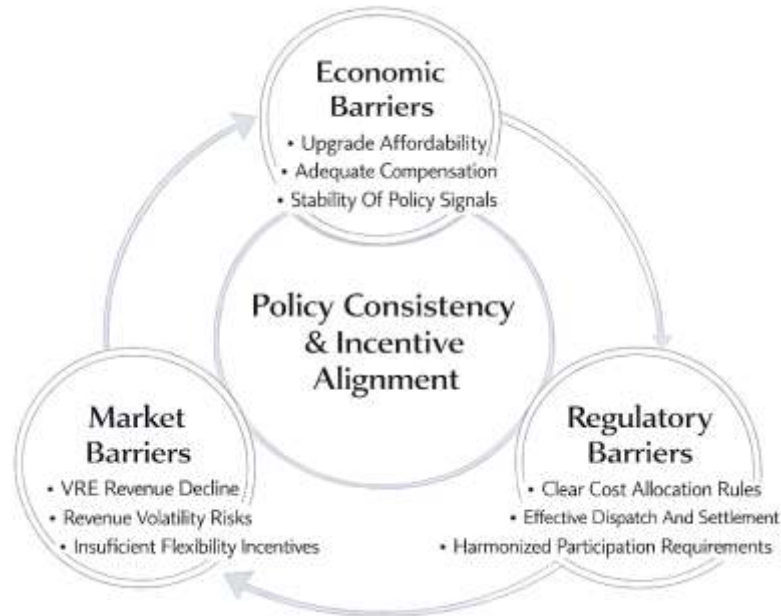 Economic
Barriers
• Upgrade Affordability
• Adequate Compensation
• Stability Of Policy Signals
Policy Consistency
& Incentive
Alignment
Market
Barriers
• VRE Revenue Decline
• Revenue Volatility Risks
• Insufficient Flexibility Incentives
Regulatory
Barriers
• Clear Cost Allocation Rules
• Effective Dispatch And Settlement
• Harmonized Participation Requirements